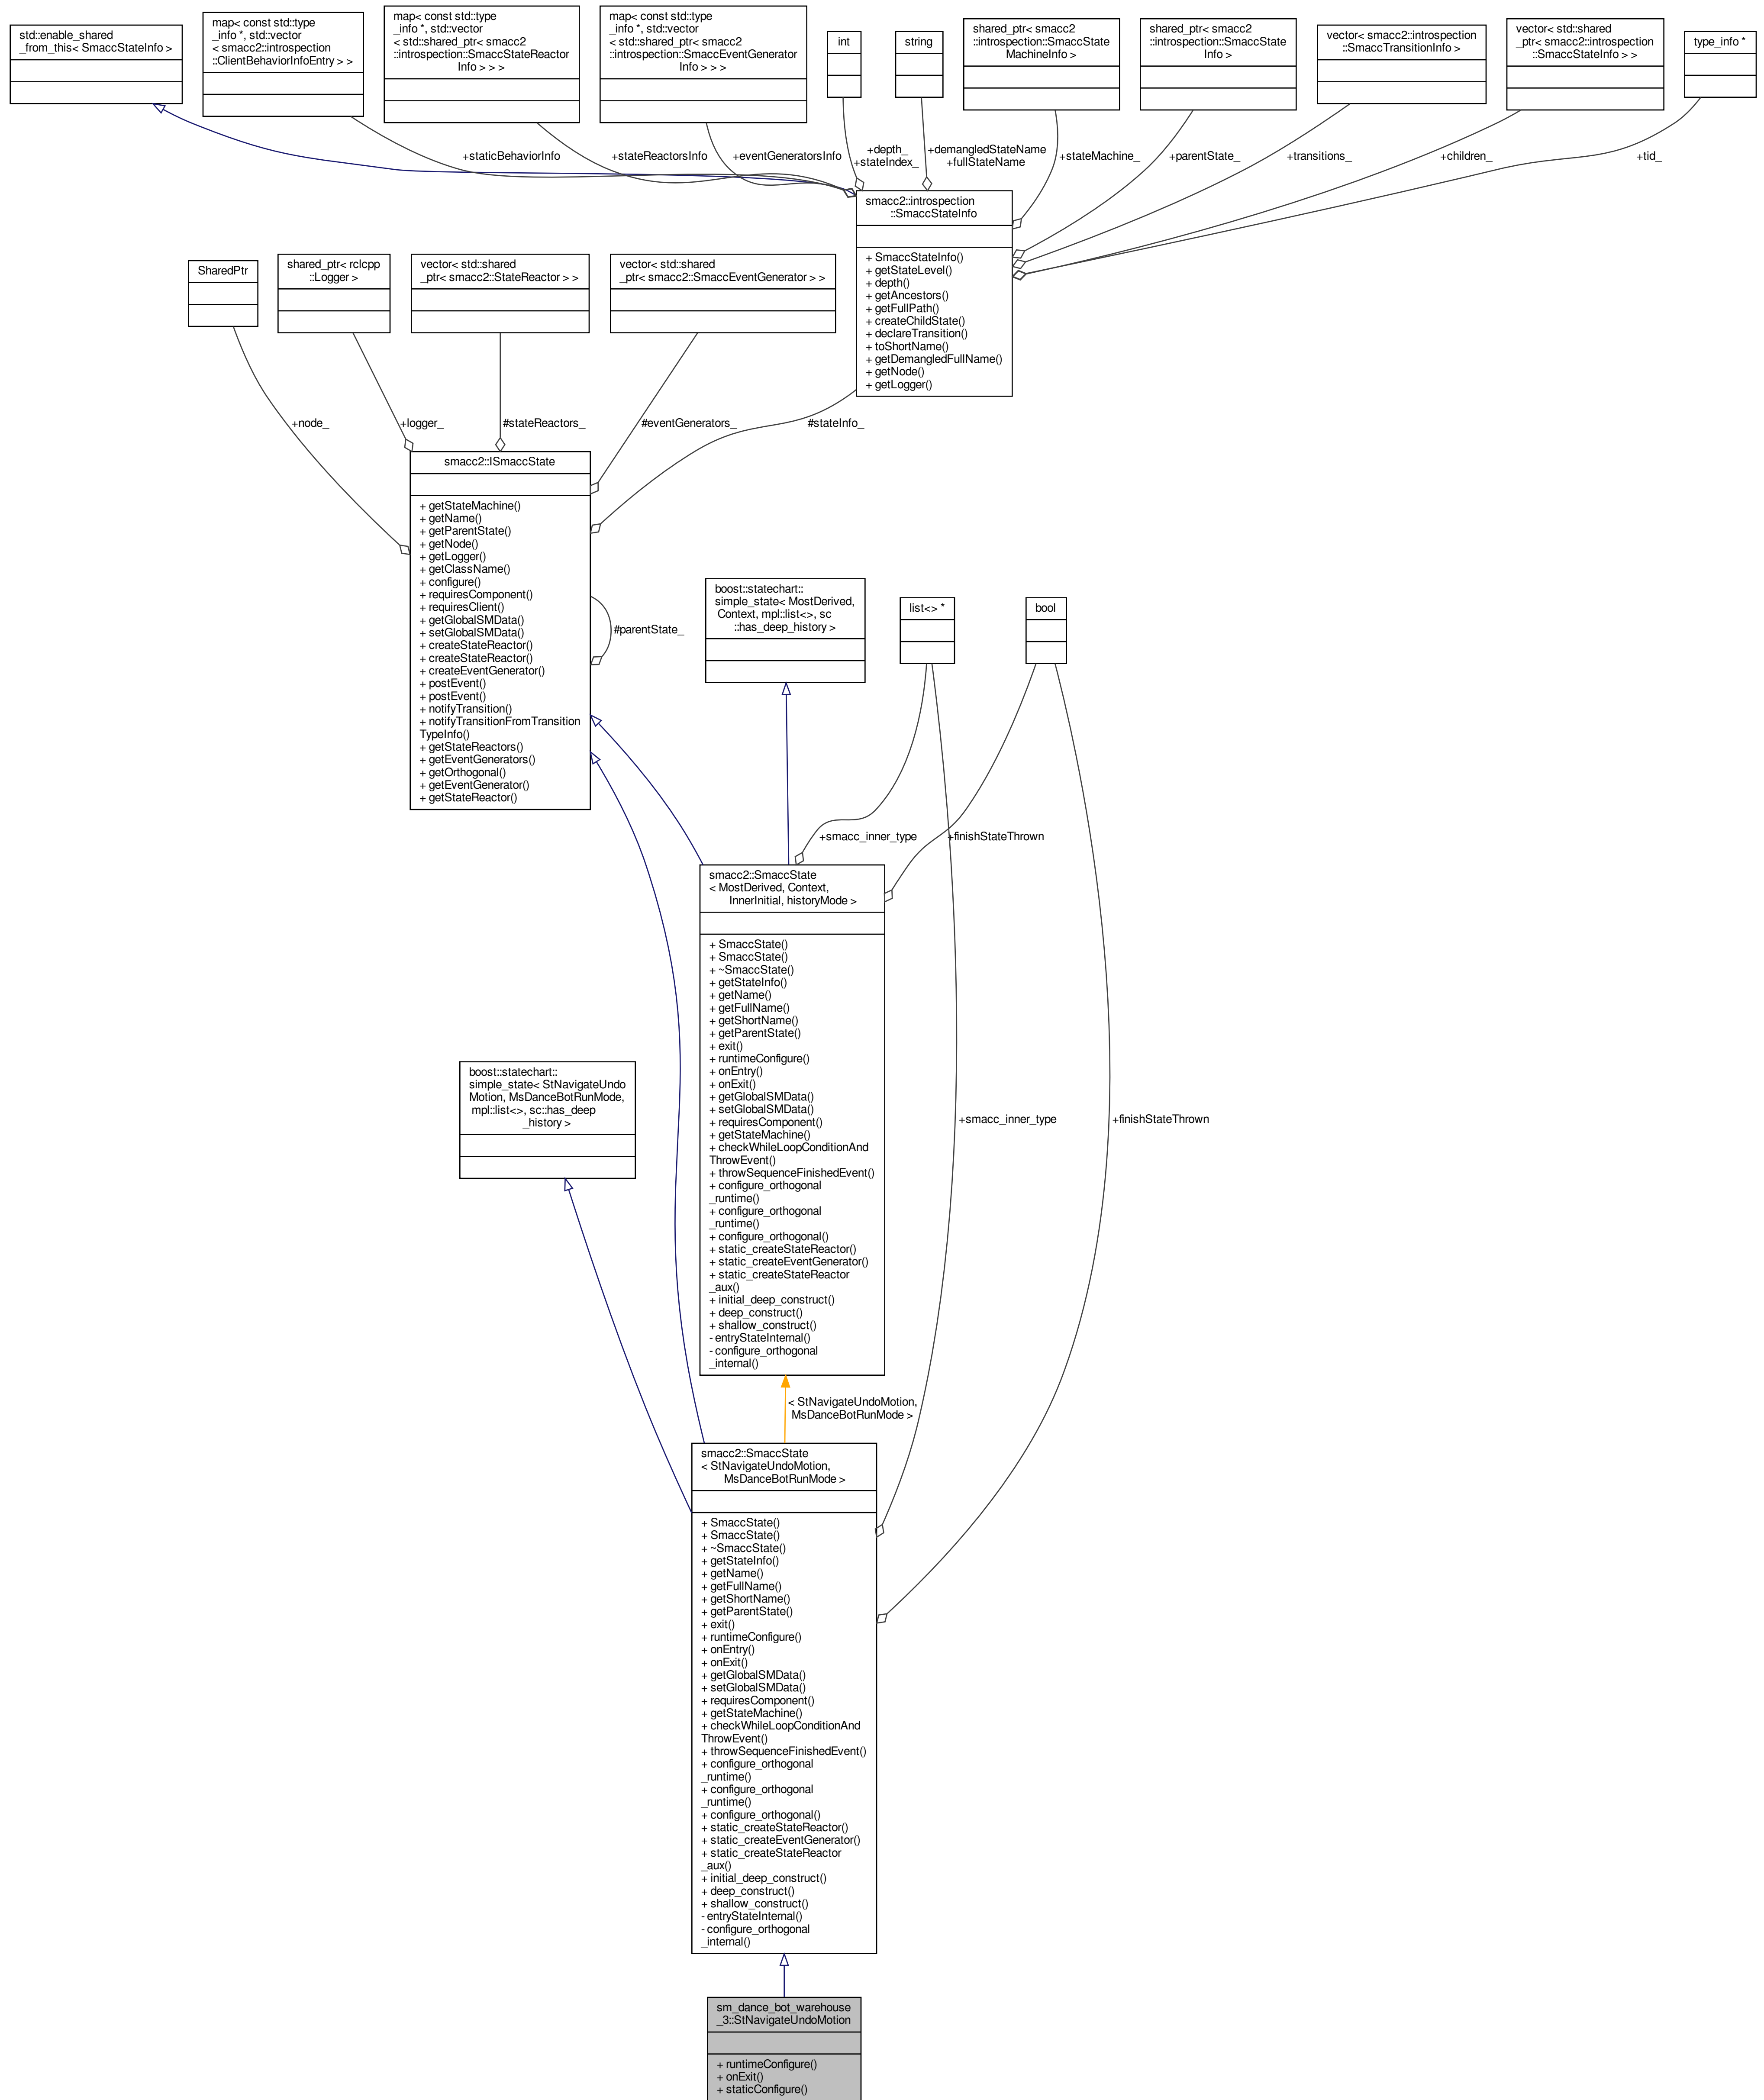 std::enable_shared
_from_this< SmaccStateInfo >
map< const std::type
_info *, std::vector
< smacc2::introspection
::ClientBehaviorInfoEntry > >
map< const std::type
_info *, std::vector
< std::shared_ptr< smacc2
::introspection::SmaccStateReactor
Info > > >
map< const std::type
_info *, std::vector
< std::shared_ptr< smacc2
::introspection::SmaccEventGenerator
Info > > >
int
string
shared_ptr< smacc2
::introspection::SmaccState
MachineInfo >
shared_ptr< smacc2
::introspection::SmaccState
Info >
vector< smacc2::introspection
::SmaccTransitionInfo >
vector< std::shared
_ptr< smacc2::introspection
::SmaccStateInfo > >
type_info *
+staticBehaviorInfo
+stateReactorsInfo
+eventGeneratorsInfo
+depth_
+stateIndex_
+demangledStateName
+fullStateName
+stateMachine_
+parentState_
+transitions_
+children_
+tid_
smacc2::introspection
::SmaccStateInfo
+ SmaccStateInfo()
+ getStateLevel()
+ depth()
+ getAncestors()
+ getFullPath()
+ createChildState()
+ declareTransition()
+ toShortName()
+ getDemangledFullName()
+ getNode()
+ getLogger()
SharedPtr
shared_ptr< rclcpp
::Logger >
vector< std::shared
_ptr< smacc2::StateReactor > >
vector< std::shared
_ptr< smacc2::SmaccEventGenerator > >
+node_
+logger_
#stateReactors_
#eventGenerators_
#stateInfo_
smacc2::ISmaccState
+ getStateMachine()
+ getName()
+ getParentState()
+ getNode()
+ getLogger()
+ getClassName()
+ configure()
+ requiresComponent()
+ requiresClient()
+ getGlobalSMData()
+ setGlobalSMData()
+ createStateReactor()
+ createStateReactor()
+ createEventGenerator()
+ postEvent()
+ postEvent()
+ notifyTransition()
+ notifyTransitionFromTransition
TypeInfo()
+ getStateReactors()
+ getEventGenerators()
+ getOrthogonal()
+ getEventGenerator()
+ getStateReactor()
#parentState_
boost::statechart::
simple_state< MostDerived,
Context, mpl::list<>, sc
::has_deep_history >
list<> *
bool
+smacc_inner_type
+finishStateThrown
smacc2::SmaccState
< MostDerived, Context,
InnerInitial, historyMode >
+ SmaccState()
+ SmaccState()
+ ~SmaccState()
+ getStateInfo()
+ getName()
+ getFullName()
+ getShortName()
+ getParentState()
+ exit()
+ runtimeConfigure()
+ onEntry()
+ onExit()
+ getGlobalSMData()
+ setGlobalSMData()
+ requiresComponent()
+ getStateMachine()
+ checkWhileLoopConditionAnd
ThrowEvent()
+ throwSequenceFinishedEvent()
+ configure_orthogonal
_runtime()
+ configure_orthogonal
_runtime()
+ configure_orthogonal()
+ static_createStateReactor()
+ static_createEventGenerator()
+ static_createStateReactor
_aux()
+ initial_deep_construct()
+ deep_construct()
+ shallow_construct()
- entryStateInternal()
- configure_orthogonal
_internal()
boost::statechart::
simple_state< StNavigateUndo
Motion, MsDanceBotRunMode,
mpl::list<>, sc::has_deep
_history >
+smacc_inner_type
+finishStateThrown
< StNavigateUndoMotion,
MsDanceBotRunMode >
smacc2::SmaccState
< StNavigateUndoMotion,
MsDanceBotRunMode >
+ SmaccState()
+ SmaccState()
+ ~SmaccState()
+ getStateInfo()
+ getName()
+ getFullName()
+ getShortName()
+ getParentState()
+ exit()
+ runtimeConfigure()
+ onEntry()
+ onExit()
+ getGlobalSMData()
+ setGlobalSMData()
+ requiresComponent()
+ getStateMachine()
+ checkWhileLoopConditionAnd
ThrowEvent()
+ throwSequenceFinishedEvent()
+ configure_orthogonal
_runtime()
+ configure_orthogonal
_runtime()
+ configure_orthogonal()
+ static_createStateReactor()
+ static_createEventGenerator()
+ static_createStateReactor
_aux()
+ initial_deep_construct()
+ deep_construct()
+ shallow_construct()
- entryStateInternal()
- configure_orthogonal
_internal()
sm_dance_bot_warehouse
_3::StNavigateUndoMotion
+ runtimeConfigure()
+ onExit()
+ staticConfigure()